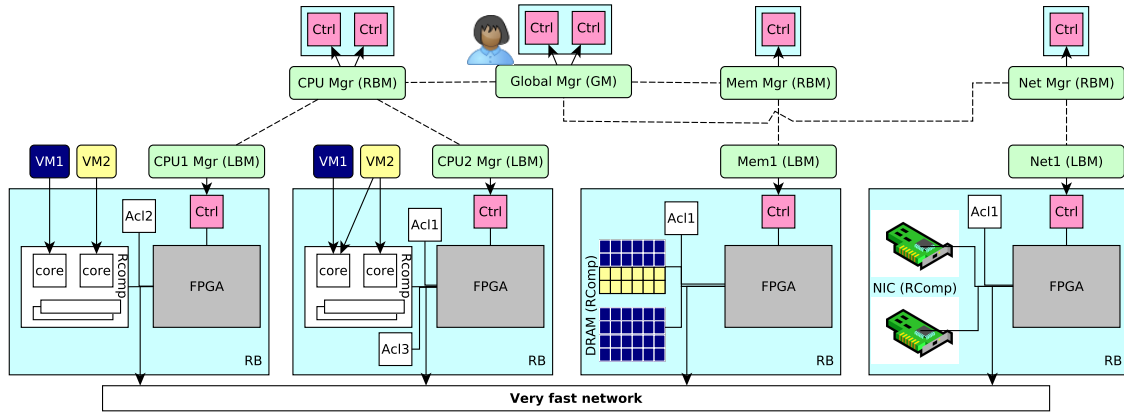 Ctrl Ctrl
Ctrl Ctrl
Ctrl
Ctrl
CPU Mgr (RBM)
Global Mgr (GM)
Mem Mgr (RBM)
Net Mgr (RBM)
VM1
VM2
CPU1 Mgr (LBM)
VM1
VM2
CPU2 Mgr (LBM)
Mem1 (LBM)
Net1 (LBM)
Acl2
Ctrl
core
core
Rcomp
FPGA
RB
Acl1
Ctrl
core
core
Rcomp
FPGA
Acl3
RB
Acl1
Ctrl
DRAM (RComp)
FPGA
RB
Acl1
Ctrl
NIC (RComp)
FPGA
RB
Very fast network